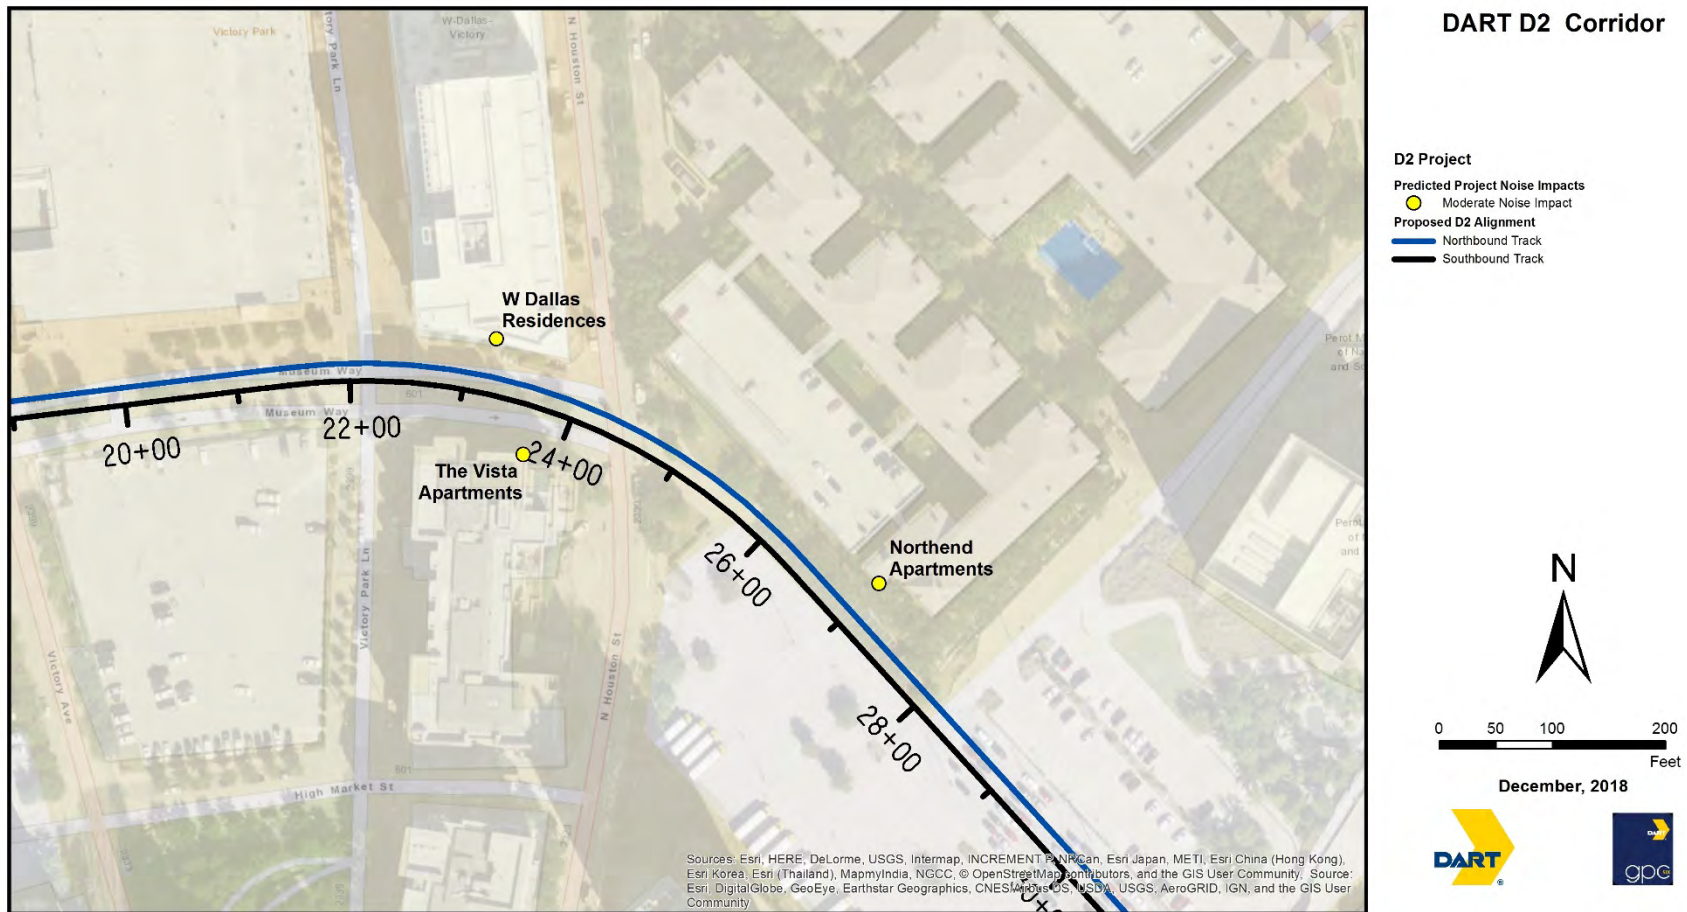 DART D2 Corridor
D2 Project
Predicted Project Noise Impacts
Moderate Noise Impact
Proposed D2 Alignment
Northbound Track
Southbound Track
Victory Park
W-Dallas-
Victory
N Houston St
W Dallas
Residences
Museum Way
601
Museum Way
20+00
22+00
24+00
The Vista
Apartments
26+00
Northend
Apartments
28+00
Victory Park Ln
N Houston St
Victory Ave
601
High Market St
N
0 50 100 200
Feet
December, 2018
DART
DART
gpc
Sources: Esri, HERE, DeLorme, USGS, Intermap, INCREMENT P, NRCan, Esri Japan, METI, Esri China (Hong Kong),
Esri Korea, Esri (Thailand), MapmyIndia, NGCC, © OpenStreetMap contributors, and the GIS User Community, Source:
Esri, DigitalGlobe, GeoEye, Earthstar Geographics, CNES/Airbus DS, USDA, USGS, AeroGRID, IGN, and the GIS User
Community